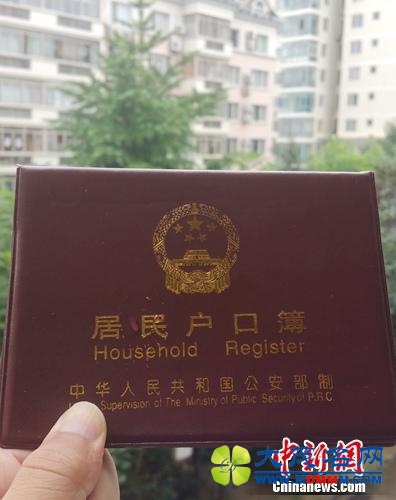 居民户口簿
Household Register
中华人民共和国公安部制
Supervision of The Ministry of Public Security of P.R.C.
中新网
www.chinanews.com